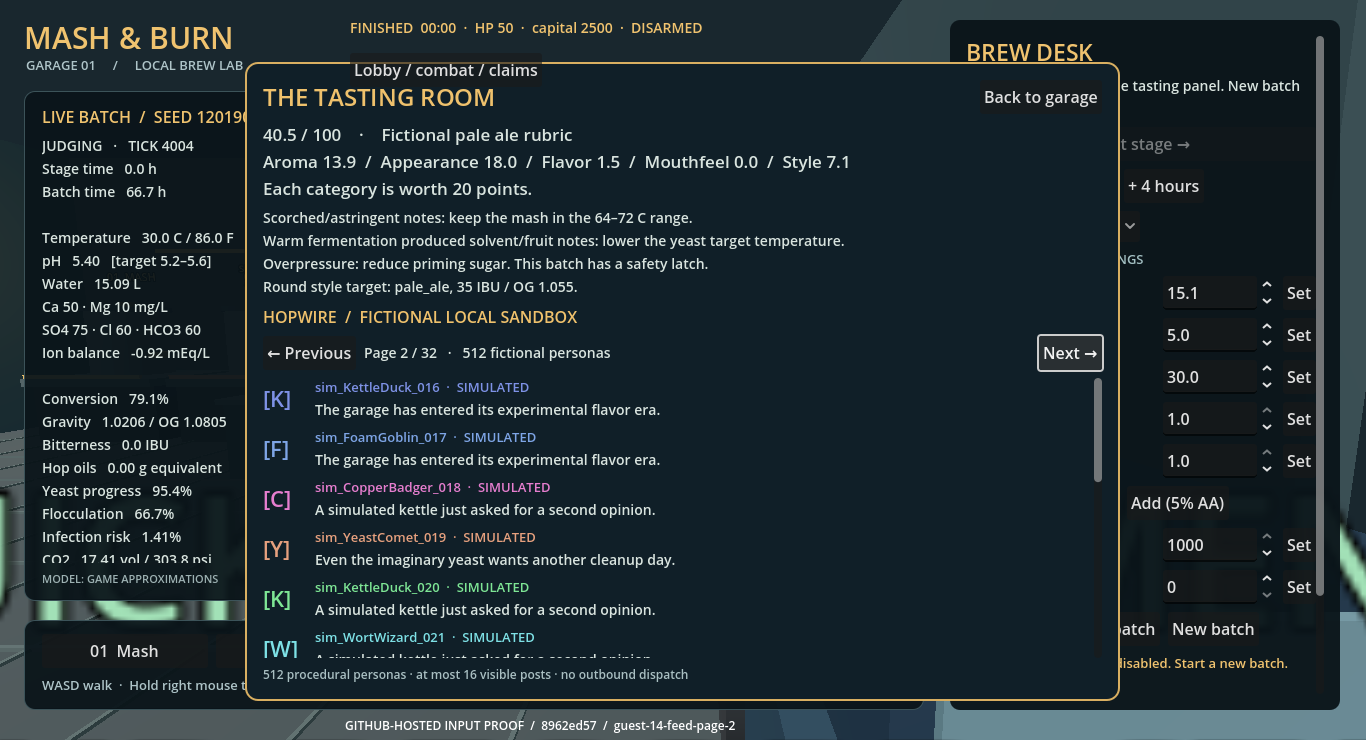 MASH & BURN
GARAGE 01 / LOCAL BREW LAB
FINISHED 00:00 · HP 50 · capital 2500 · DISARMED
Lobby / combat / claims
LIVE BATCH / SEED 120190
JUDGING · TICK 4004
Stage time 0.0 h
Batch time 66.7 h
Temperature 30.0 C / 86.0 F
pH 5.40 [target 5.2–5.6]
Water 15.09 L
Ca 50 · Mg 10 mg/L
SO4 75 · Cl 60 · HCO3 60
Ion balance -0.92 mEq/L
Conversion 79.1%
Gravity 1.0206 / OG 1.0805
Bitterness 0.0 IBU
Hop oils 0.00 g equivalent
Yeast progress 95.4%
Flocculation 66.7%
Infection risk 1.41%
CO2 17.41 vol / 303.8 psi
MODEL: GAME APPROXIMATIONS
01 Mash
WASD walk · Hold right mouse t
THE TASTING ROOM
Back to garage
40.5 / 100 · Fictional pale ale rubric
Aroma 13.9 / Appearance 18.0 / Flavor 1.5 / Mouthfeel 0.0 / Style 7.1
Each category is worth 20 points.
Scorched/astringent notes: keep the mash in the 64–72 C range.
Warm fermentation produced solvent/fruit notes: lower the yeast target temperature.
Overpressure: reduce priming sugar. This batch has a safety latch.
Round style target: pale_ale, 35 IBU / OG 1.055.
HOPWIRE / FICTIONAL LOCAL SANDBOX
← Previous Page 2 / 32 · 512 fictional personas Next →
[K] sim_KettleDuck_016 · SIMULATED
The garage has entered its experimental flavor era.
[F] sim_FoamGoblin_017 · SIMULATED
The garage has entered its experimental flavor era.
[C] sim_CopperBadger_018 · SIMULATED
A simulated kettle just asked for a second opinion.
[Y] sim_YeastComet_019 · SIMULATED
Even the imaginary yeast wants another cleanup day.
[K] sim_KettleDuck_020 · SIMULATED
A simulated kettle just asked for a second opinion.
[W] sim_WortWizard_021 · SIMULATED
A simulated kettle just asked for a second opinion.
512 procedural personas · at most 16 visible posts · no outbound dispatch
BREW DESK
e tasting panel. New batch
t stage →
+ 4 hours
NGS
15.1 Set
5.0 Set
30.0 Set
1.0 Set
1.0 Set
Add (5% AA)
1000 Set
0 Set
atch New batch
disabled. Start a new batch.
GITHUB-HOSTED INPUT PROOF / 8962ed57 / guest-14-feed-page-2